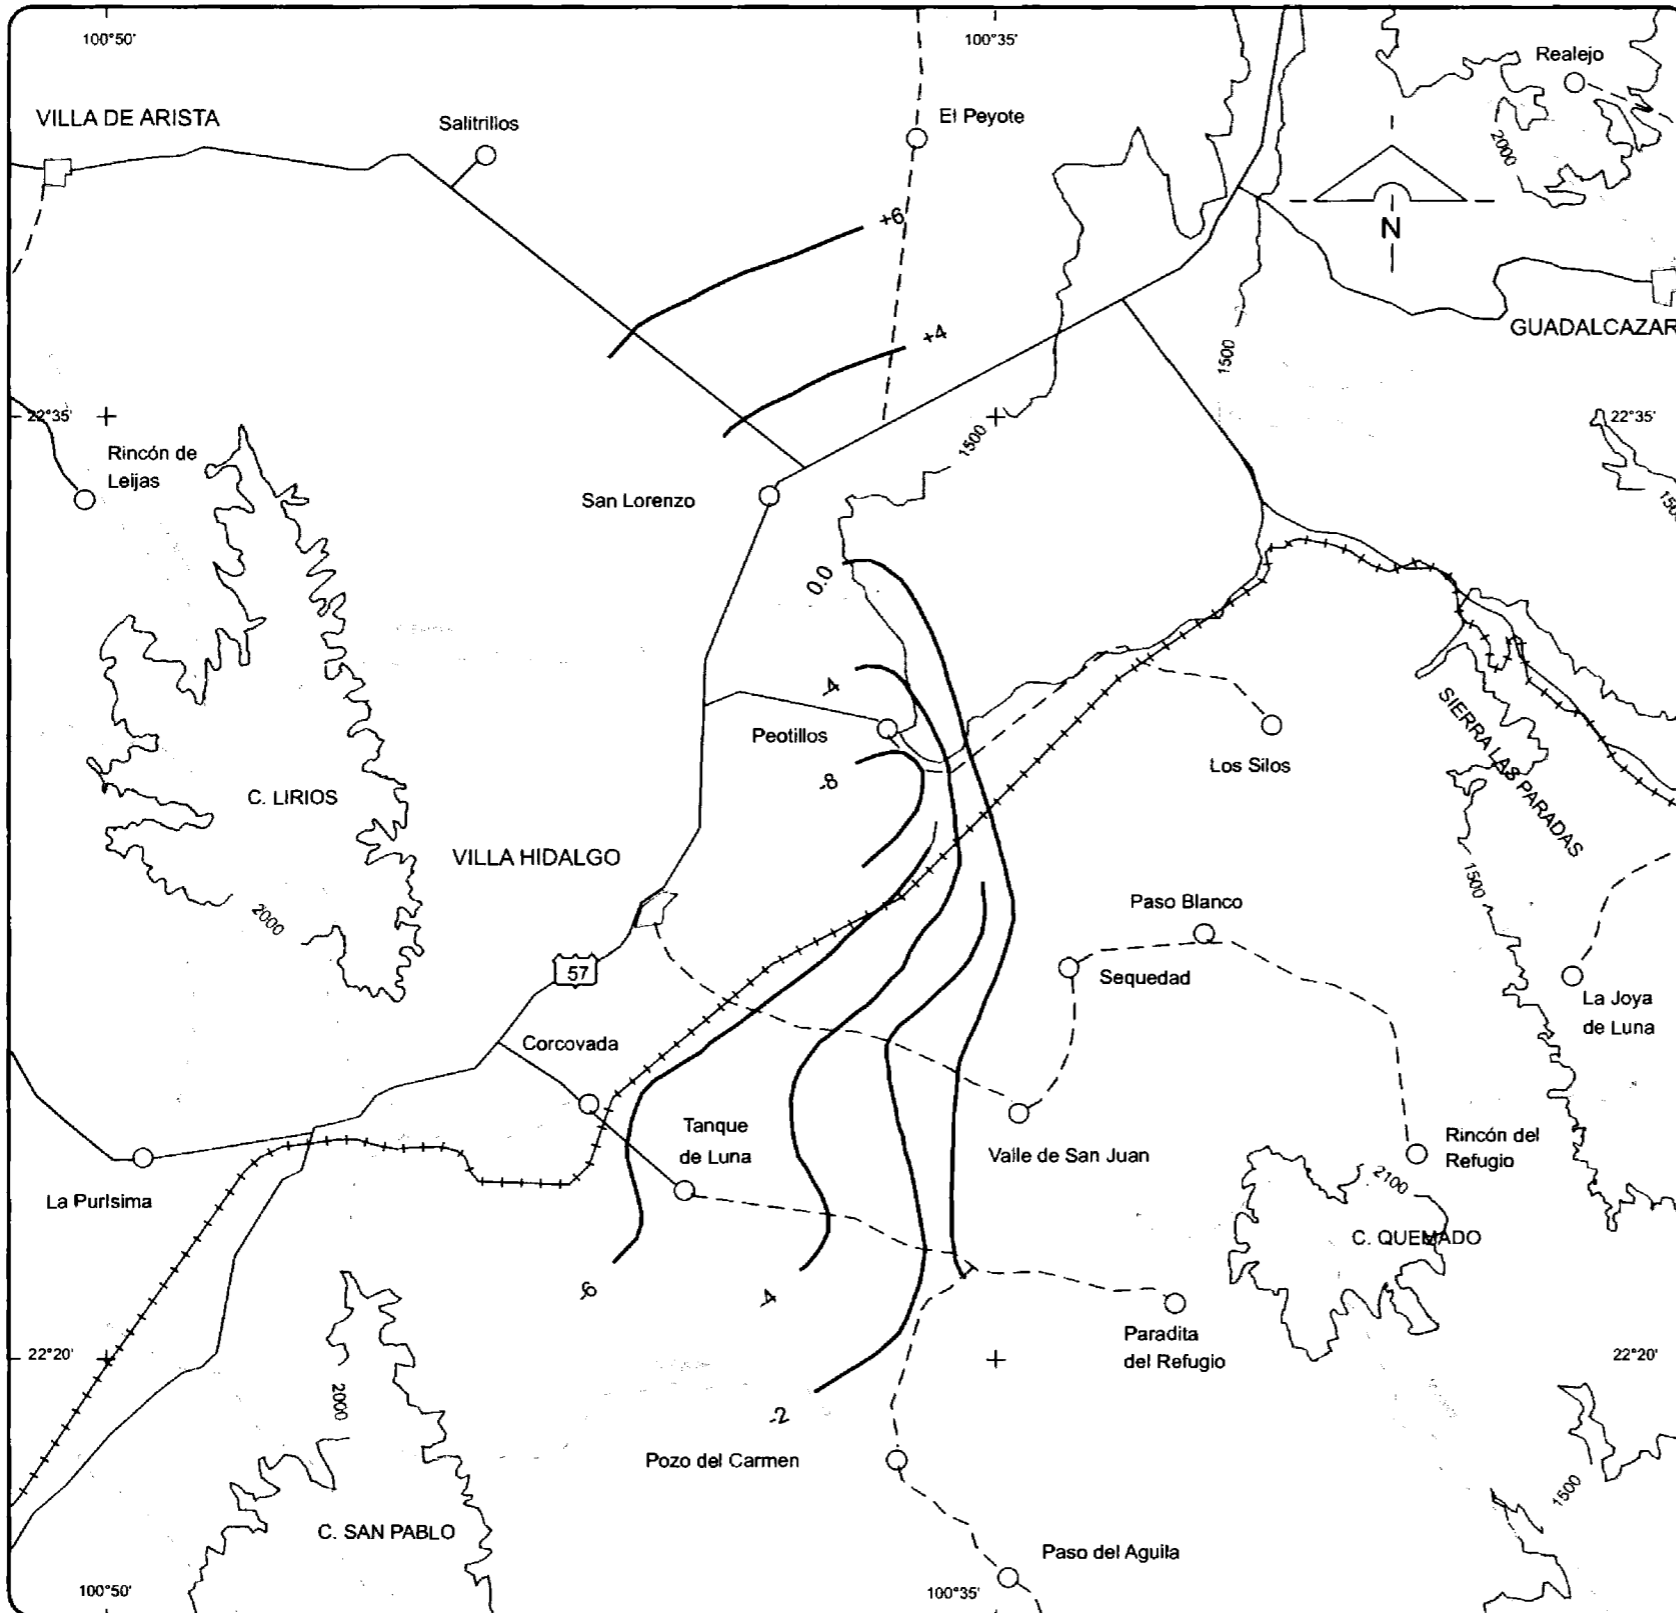 100°50'
100°35'
Realejo
VILLA DE ARISTA
Salitrillos
El Peyote
2000
+6
N
+4
GUADALCAZAR
1500
22°35'
22°35'
1500
Rincón de
Leijas
San Lorenzo
0.0
-4
SIERRA LAS PARADAS
Peotillos
Los Silos
-8
C. LIRIOS
VILLA HIDALGO
1500
2000
Paso Blanco
57
Sequedad
La Joya
de Luna
Corcovada
Tanque
de Luna
Valle de San Juan
Rincón del
Refugio
2100
La Purísima
C. QUEMADO
-6
-4
Paradita
del Refugio
22°20'
22°20'
2000
-2
Pozo del Carmen
1500
C. SAN PABLO
Paso del Aguila
100°50'
100°35'